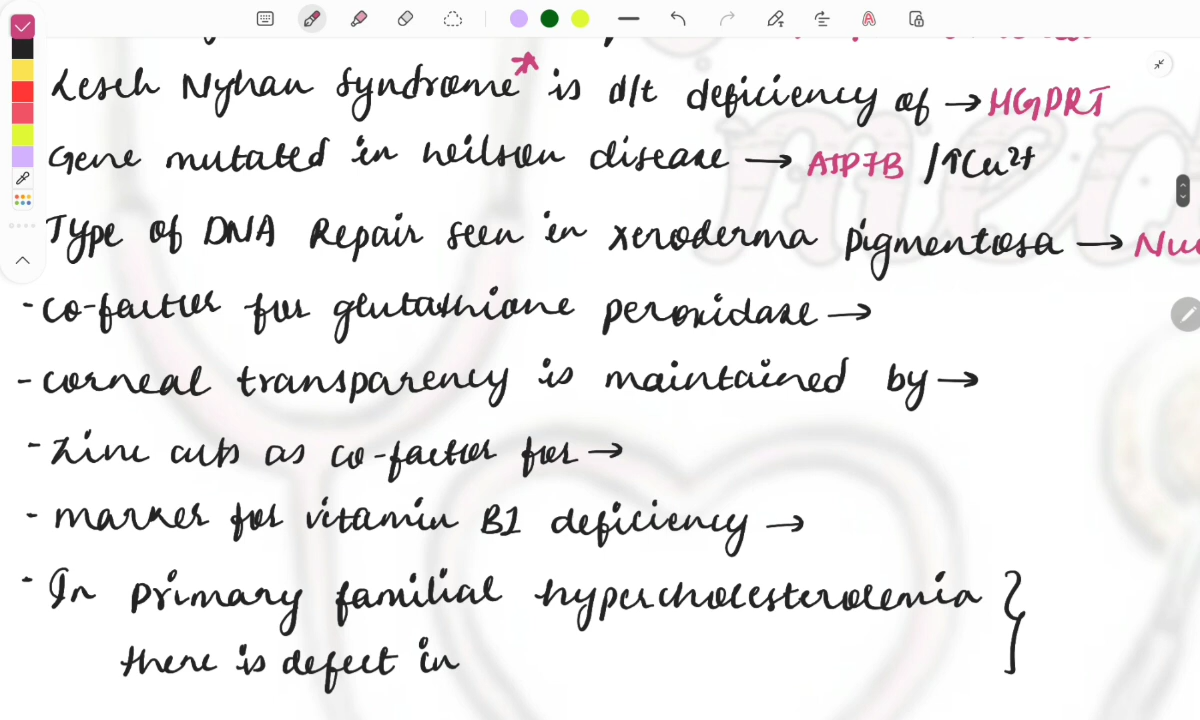 Lesch Nyhan Syndrome* is d/t deficiency of → HGPRT
Gene mutated in Wilson disease → ATP7B /↑Cu²⁺
Type of DNA Repair seen in xeroderma pigmentosa → Nu
- co-factor for glutathione peroxidase →
- corneal transparency is maintained by →
- Zinc acts as co-factor for →
- marker for vitamin B1 deficiency →
- In primary familial hypercholesterolemia }
there is defect in